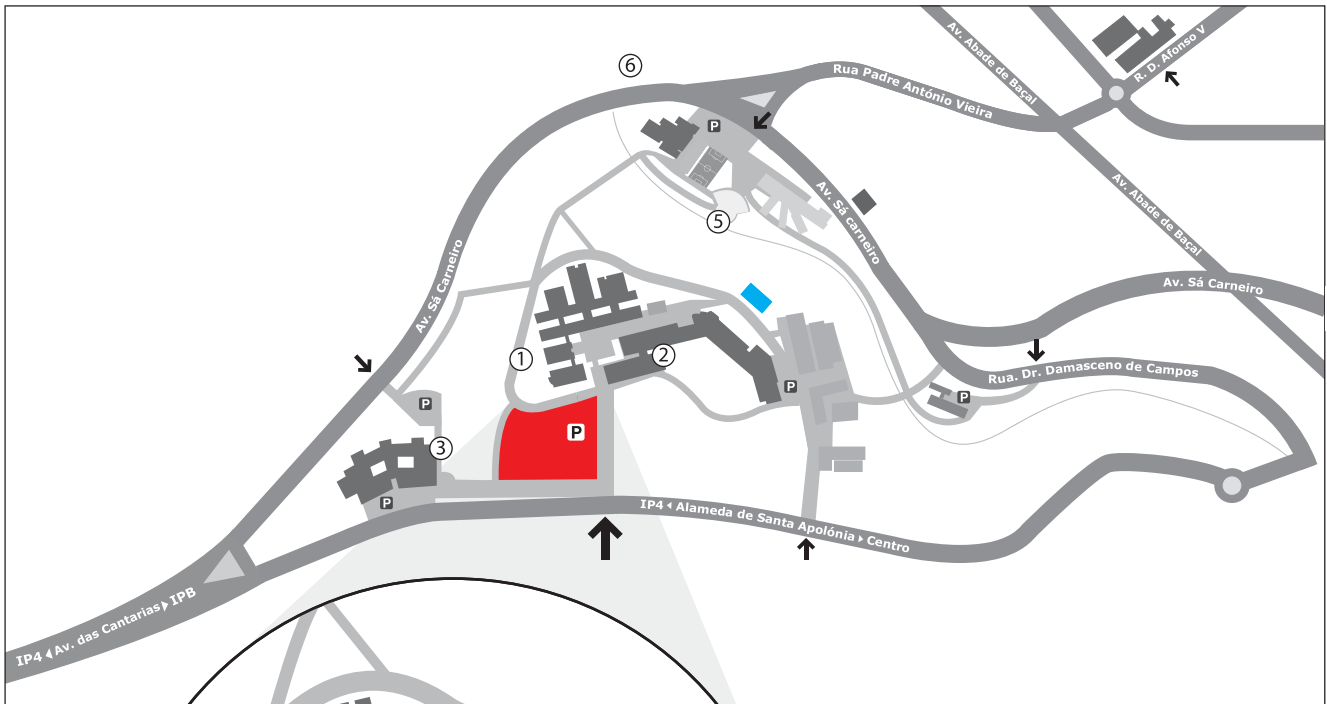 Av. Abade de Baçal
R. D. Afonso V
6
Rua Padre António Vieira
P
Av. Sá carneiro
Av. Abade de Baçal
5
Av. Sá Carneiro
Av. Sá Carneiro
1
2
Rua. Dr. Damasceno de Campos
P
P
P
P
3
P
IP4 Alameda de Santa Apolónia Centro
IP4 Av. das Cantarias IPB